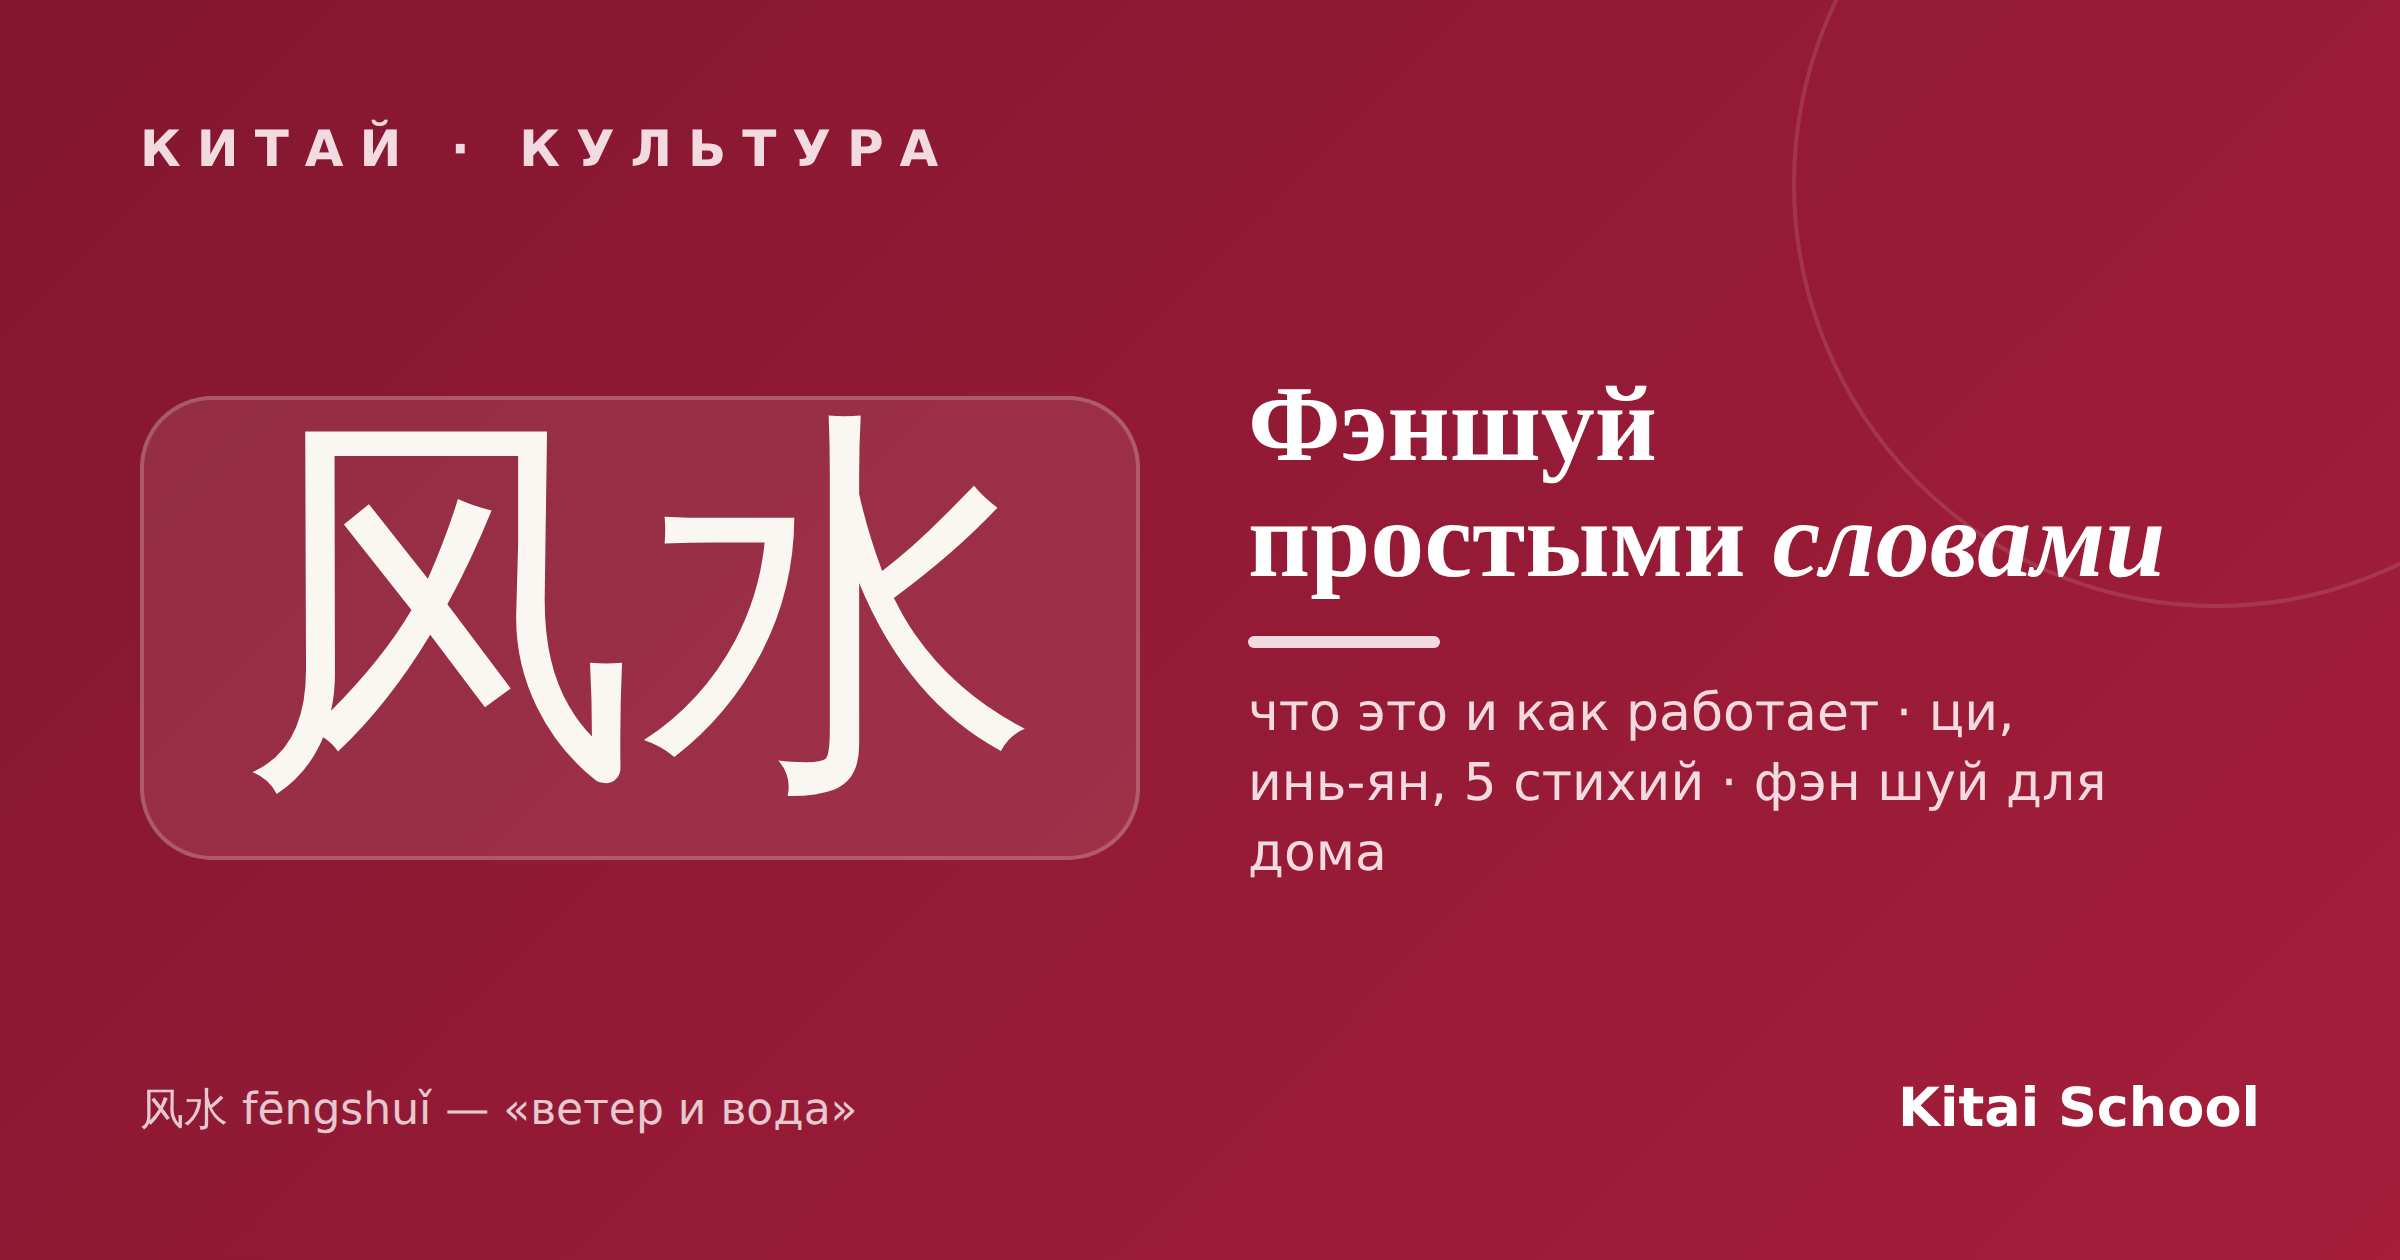 КИТАЙ · КУЛЬТУРА
风水
Фэншуй
простыми словами
что это и как работает · ци,
инь-ян, 5 стихий · фэн шуй для
дома
风水 fēngshuǐ — «ветер и вода»
Kitai School